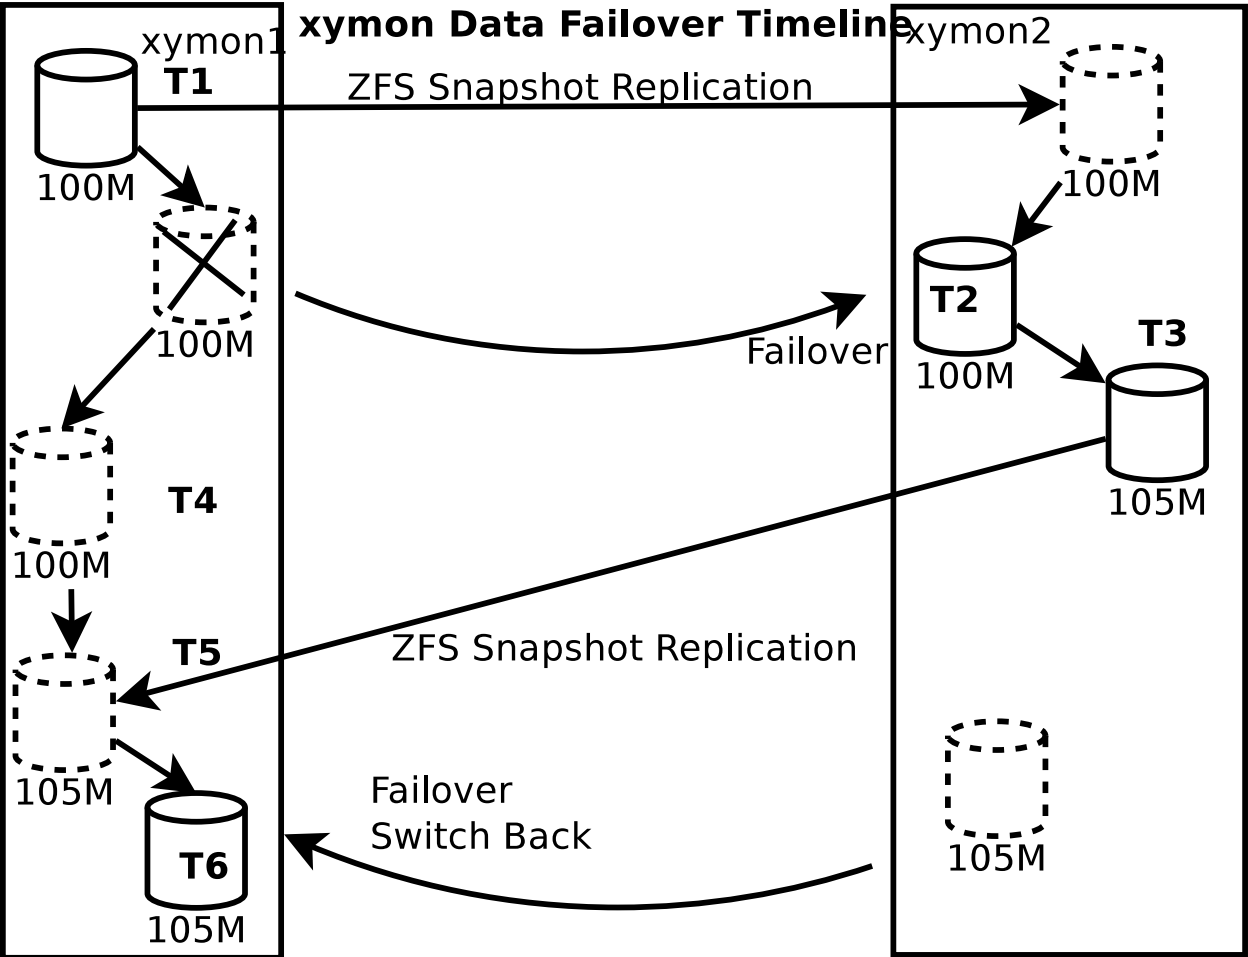 xymon Data Failover Timeline
xymon1
xymon2
T1
ZFS Snapshot Replication
100M
100M
100M
T2
Failover
T3
100M
105M
T4
100M
T5
ZFS Snapshot Replication
105M
Failover
Switch Back
T6
105M
105M